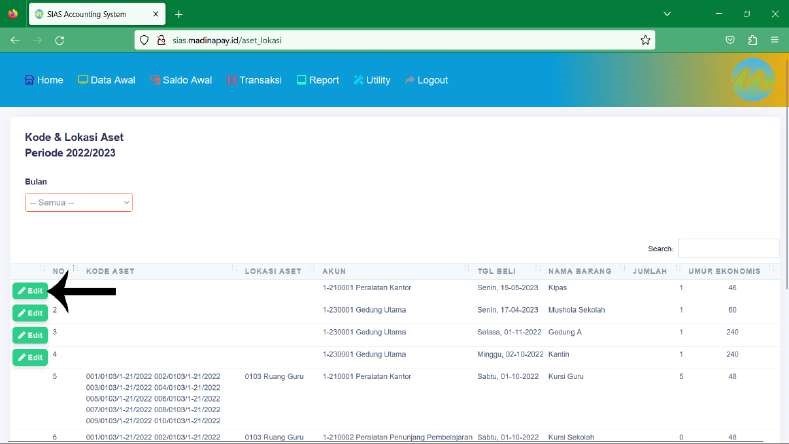 SIAS Accounting System
sias.madinapay.id/aset_lokasi
Home Data Awal Saldo Awal Transaksi Report Utility Logout
Kode & Lokasi Aset
Periode 2022/2023
Bulan
-- Semua --
Search:
NO KODE ASET LOKASI ASET AKUN TGL BELI NAMA BARANG JUMLAH UMUR EKONOMIS
Edit 1-210001 Peralatan Kantor Senin, 15-05-2023 Kipas 1 46
Edit 2 1-230001 Gedung Utama Senin, 17-04-2023 Mushola Sekolah 1 60
Edit 3 1-230001 Gedung Utama Selasa, 01-11-2022 Gedung A 1 240
Edit 4 1-230001 Gedung Utama Minggu, 02-10-2022 Kantin 1 240
5 001/0103/1-21/2022 002/0103/1-21/2022 0103 Ruang Guru 1-210001 Peralatan Kantor Sabtu, 01-10-2022 Kursi Guru 5 48
003/0103/1-21/2022 004/0103/1-21/2022
005/0103/1-21/2022 006/0103/1-21/2022
007/0103/1-21/2022 008/0103/1-21/2022
009/0103/1-21/2022 010/0103/1-21/2022
6 001/0103/1-21/2022 002/0103/1-21/2022 0103 Ruang Guru 1-210002 Peralatan Penunjang Pembelajaran Sabtu, 01-10-2022 Kursi Sekolah 0 48